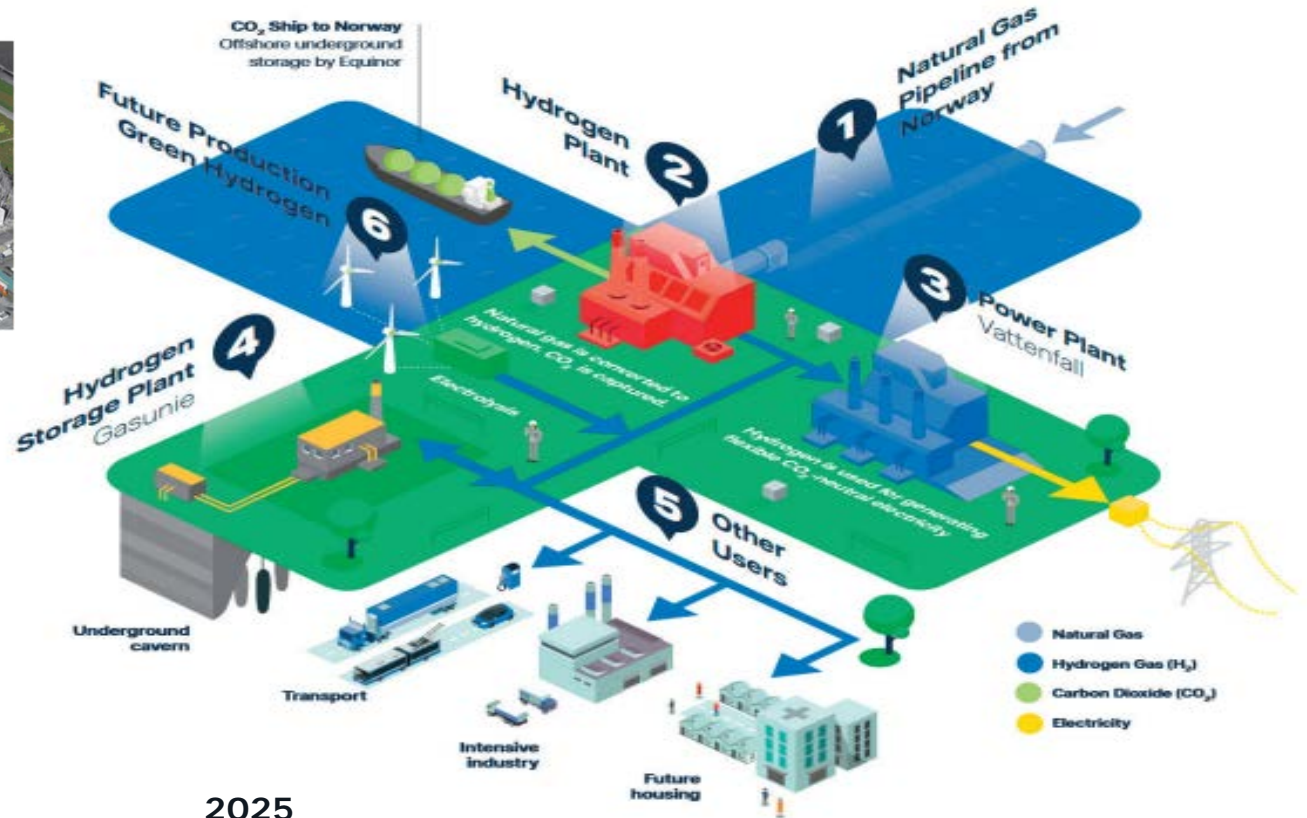 CO₂ Ship to Norway
Offshore underground
storage by Equinor
Natural Gas
Pipeline from
Norway
1
Hydrogen
Plant
2
Future Production
Green Hydrogen
6
3
Power Plant
Vattenfall
Natural gas is converted to
hydrogen. CO₂ is captured.
4
Hydrogen
Storage Plant
Gasunie
Electrolysis
Hydrogen is used for generating
flexible CO₂-neutral electricity
5
Other
Users
Underground
cavern
Transport
Intensive
industry
Future
housing
Natural Gas
Hydrogen Gas (H₂)
Carbon Dioxide (CO₂)
Electricity
2025